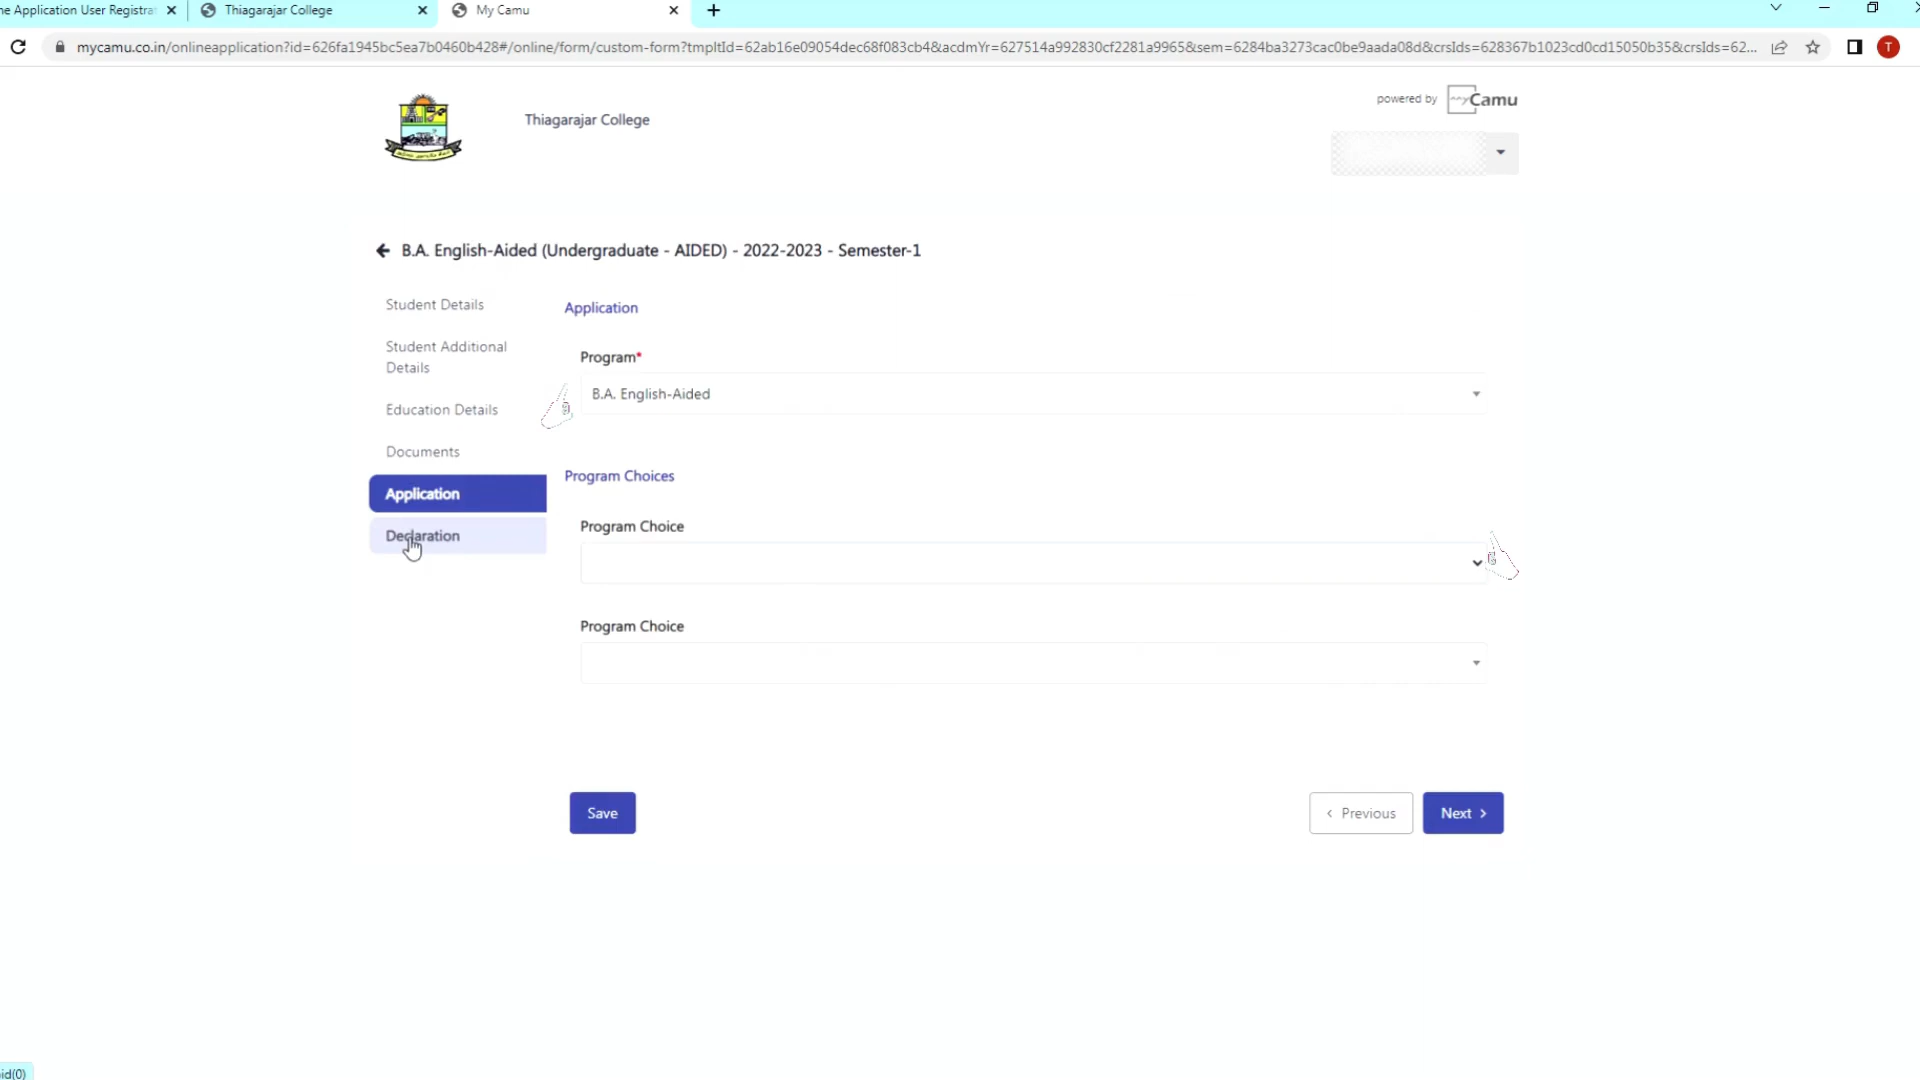 ne Application User Registra
Thiagarajar College
My Camu
mycamu.co.in/onlineapplication?id=626fa1945bc5ea7b0460b428#/online/form/custom-form?tmpltId=62ab16e09054dec68f083cb4&acdmYr=627514a992830cf2281a9965&sem=6284ba3273cac0be9aada08d&crsIds=628367b1023cd0cd15050b35&crsIds=62...
T
Thiagarajar College
powered by
myCamu
B.A. English-Aided (Undergraduate - AIDED) - 2022-2023 - Semester-1
Student Details
Student Additional
Details
Education Details
Documents
Application
Declaration
Application
Program*
B.A. English-Aided
Program Choices
Program Choice
Program Choice
Save
Previous
Next
id(0)